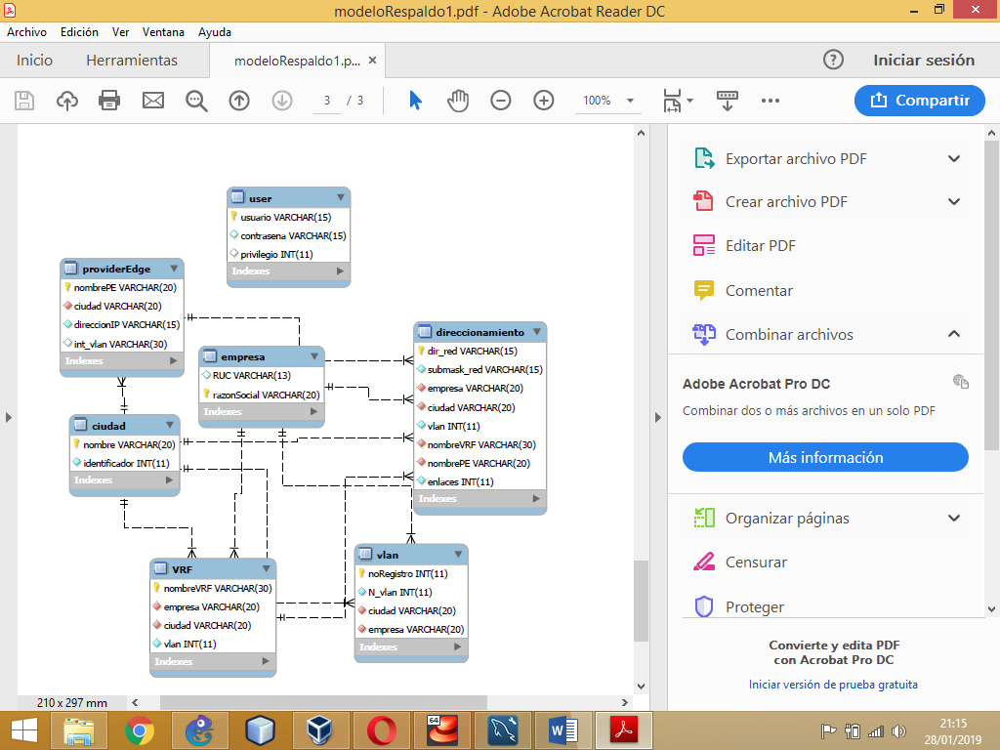 modeloRespaldo1.pdf - Adobe Acrobat Reader DC
Archivo Edición Ver Ventana Ayuda
Inicio Herramientas modeloRespaldo1.p... × Iniciar sesión
3 / 3 100% Compartir
user
usuario VARCHAR(15)
contrasena VARCHAR(15)
privilegio INT(11)
Indexes
providerEdge
nombrePE VARCHAR(20)
ciudad VARCHAR(20)
direccionIP VARCHAR(15)
int_vlan VARCHAR(30)
Indexes
empresa
RUC VARCHAR(13)
razonSocial VARCHAR(20)
Indexes
direccionamiento
dir_red VARCHAR(15)
submask_red VARCHAR(15)
empresa VARCHAR(20)
ciudad VARCHAR(20)
vlan INT(11)
nombreVRF VARCHAR(30)
nombrePE VARCHAR(20)
enlaces INT(11)
Indexes
ciudad
nombre VARCHAR(20)
identificador INT(11)
Indexes
VRF
nombreVRF VARCHAR(30)
empresa VARCHAR(20)
ciudad VARCHAR(20)
vlan INT(11)
Indexes
vlan
noRegistro INT(11)
N_vlan INT(11)
ciudad VARCHAR(20)
empresa VARCHAR(20)
Indexes
210 x 297 mm
Exportar archivo PDF
Crear archivo PDF
Editar PDF
Comentar
Combinar archivos
Adobe Acrobat Pro DC
Combinar dos o más archivos en un solo PDF
Más información
Organizar páginas
Censurar
Proteger
Convierte y edita PDF
con Acrobat Pro DC
Iniciar versión de prueba gratuita
64
21:15
28/01/2019